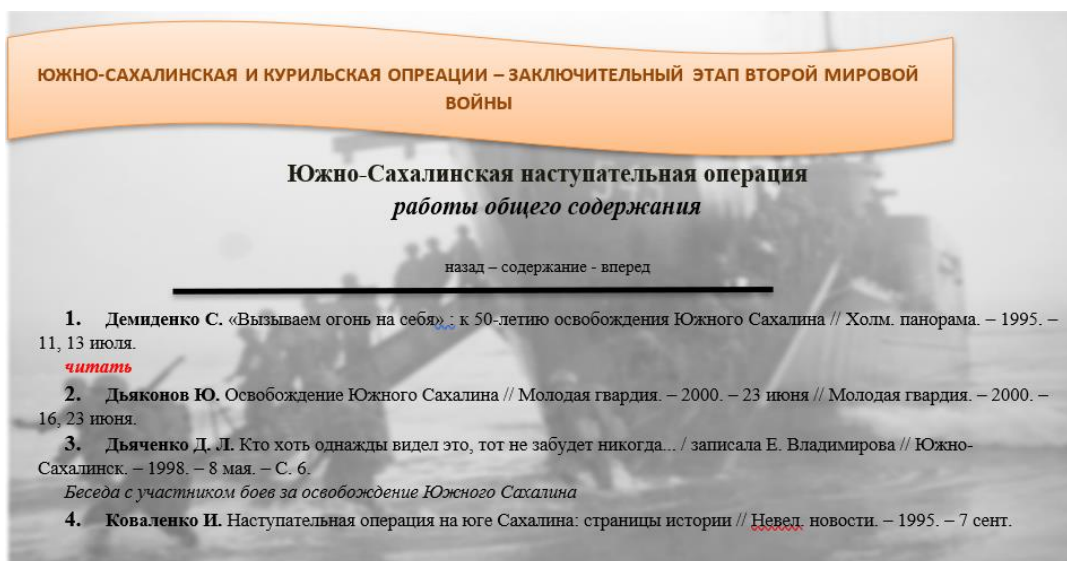 ЮЖНО-САХАЛИНСКАЯ И КУРИЛЬСКАЯ ОПРЕАЦИИ – ЗАКЛЮЧИТЕЛЬНЫЙ ЭТАП ВТОРОЙ МИРОВОЙ
ВОЙНЫ
Южно-Сахалинская наступательная операция
работы общего содержания
назад – содержание - вперед
1. Демиденко С. «Вызываем огонь на себя» : к 50-летию освобождения Южного Сахалина // Холм. панорама. – 1995. –
11, 13 июля.
читать
2. Дьяконов Ю. Освобождение Южного Сахалина // Молодая гвардия. – 2000. – 23 июня // Молодая гвардия. – 2000. –
16, 23 июня.
3. Дьяченко Д. Л. Кто хоть однажды видел это, тот не забудет никогда... / записала Е. Владимирова // Южно-
Сахалинск. – 1998. – 8 мая. – С. 6.
Беседа с участником боев за освобождение Южного Сахалина
4. Коваленко И. Наступательная операция на юге Сахалина: страницы истории // Невел. новости. – 1995. – 7 сент.